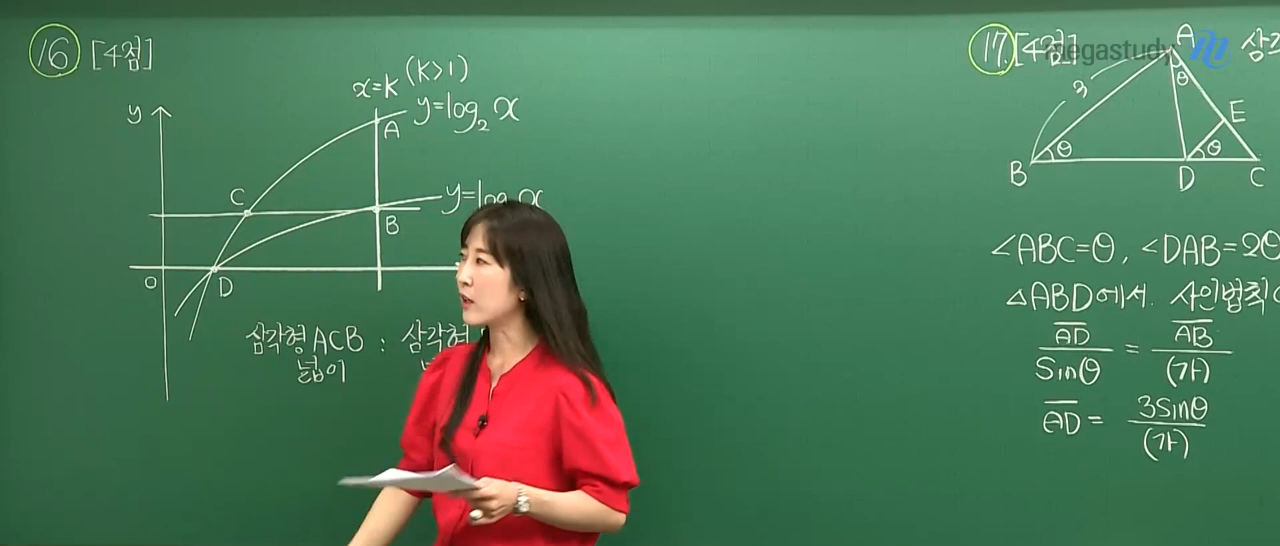 16 [4점]
x=k (k>1)
y
y=log₂x
A
C
B
O
D
삼각형 ACB : 삼각형
넓이
17. [4점]
megastudy
A
3
θ
E
B
θ
θ
D
C
∠ABC=θ, ∠DAB=2θ
△ABD에서. 사인법칙
AD/Sinθ = AB/(가)
AD = 3Sinθ/(가)